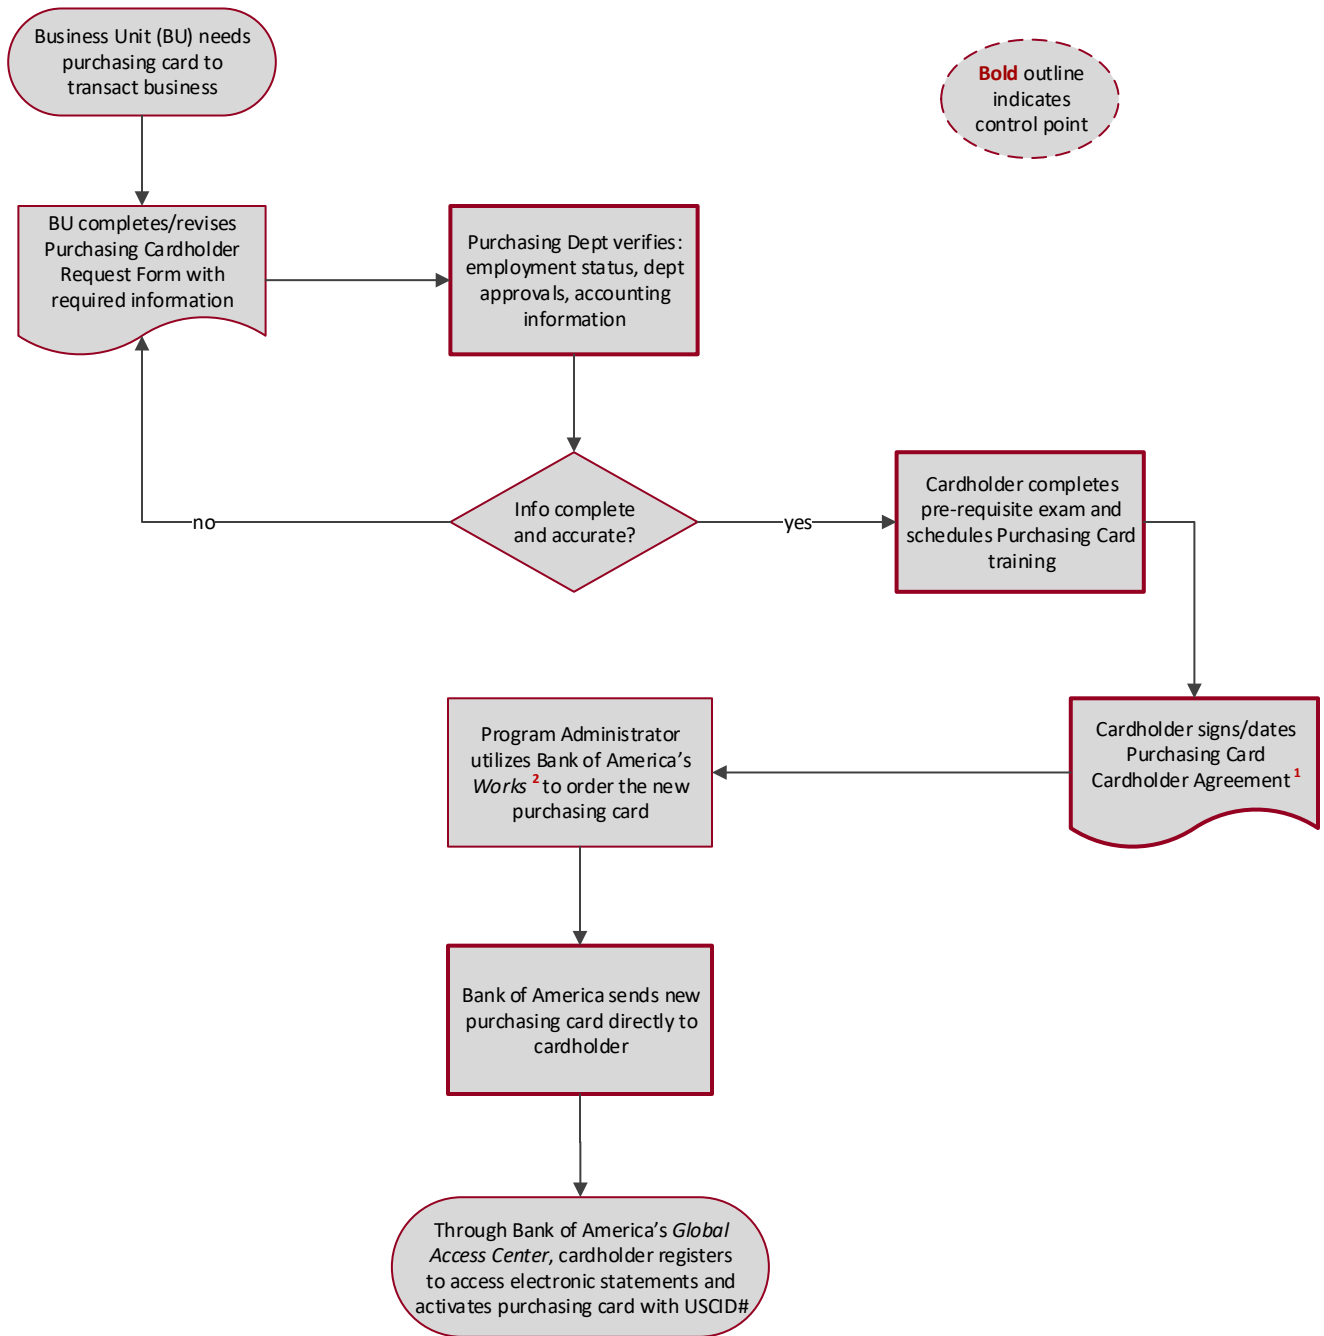 Business Unit (BU) needs
purchasing card to
transact business
Bold outline
indicates
control point
BU completes/revises
Purchasing Cardholder
Request Form with
required information
Purchasing Dept verifies:
employment status, dept
approvals, accounting
information
Info complete
and accurate?
no
yes
Cardholder completes
pre-requisite exam and
schedules Purchasing Card
training
Cardholder signs/dates
Purchasing Card
Cardholder Agreement 1
Program Administrator
utilizes Bank of America’s
Works 2 to order the new
purchasing card
Bank of America sends new
purchasing card directly to
cardholder
Through Bank of America’s Global
Access Center, cardholder registers
to access electronic statements and
activates purchasing card with USCID#